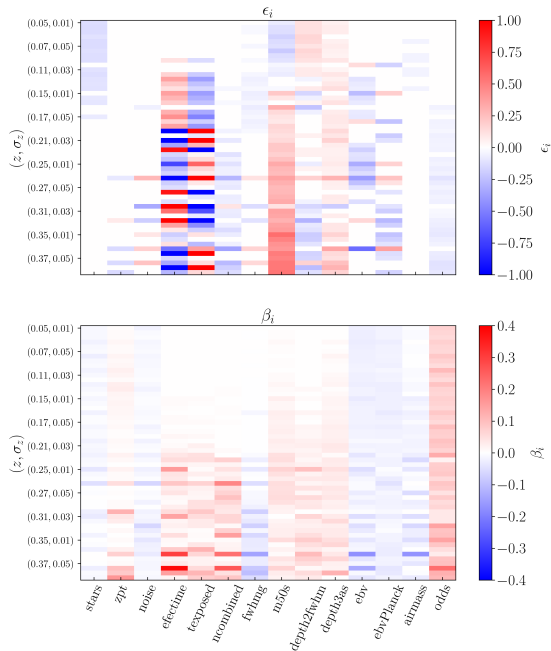 ϵ_i
(0.05, 0.01)
(0.07, 0.05)
(0.11, 0.03)
(0.15, 0.01)
(0.17, 0.05)
(0.21, 0.03)
(0.25, 0.01)
(0.27, 0.05)
(0.31, 0.03)
(0.35, 0.01)
(0.37, 0.05)
(z, σ_z)
1.00
0.75
0.50
0.25
0.00
−0.25
−0.50
−0.75
−1.00
ϵ_i
β_i
(0.05, 0.01)
(0.07, 0.05)
(0.11, 0.03)
(0.15, 0.01)
(0.17, 0.05)
(0.21, 0.03)
(0.25, 0.01)
(0.27, 0.05)
(0.31, 0.03)
(0.35, 0.01)
(0.37, 0.05)
(z, σ_z)
stars
zpt
noise
efectime
texposed
ncombined
fwhmg
m50s
depth2fwhm
depth3as
ebv
ebvPlanck
airmass
odds
0.4
0.3
0.2
0.1
0.0
−0.1
−0.2
−0.3
−0.4
β_i